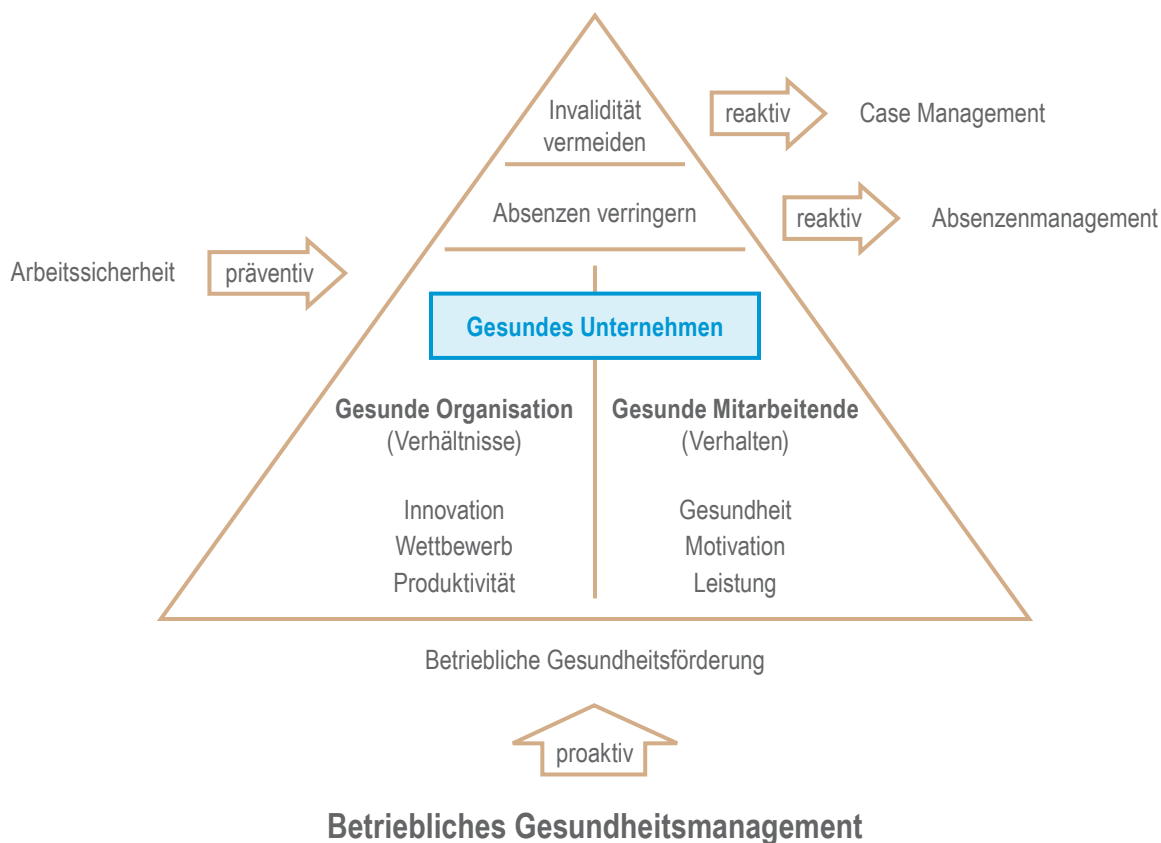 Invalidität
vermeiden
reaktiv
Case Management
Absenzen verringern
reaktiv
Absenzenmanagement
Arbeitssicherheit
präventiv
Gesundes Unternehmen
Gesunde Organisation
(Verhältnisse)
Innovation
Wettbewerb
Produktivität
Gesunde Mitarbeitende
(Verhalten)
Gesundheit
Motivation
Leistung
Betriebliche Gesundheitsförderung
proaktiv
Betriebliches Gesundheitsmanagement